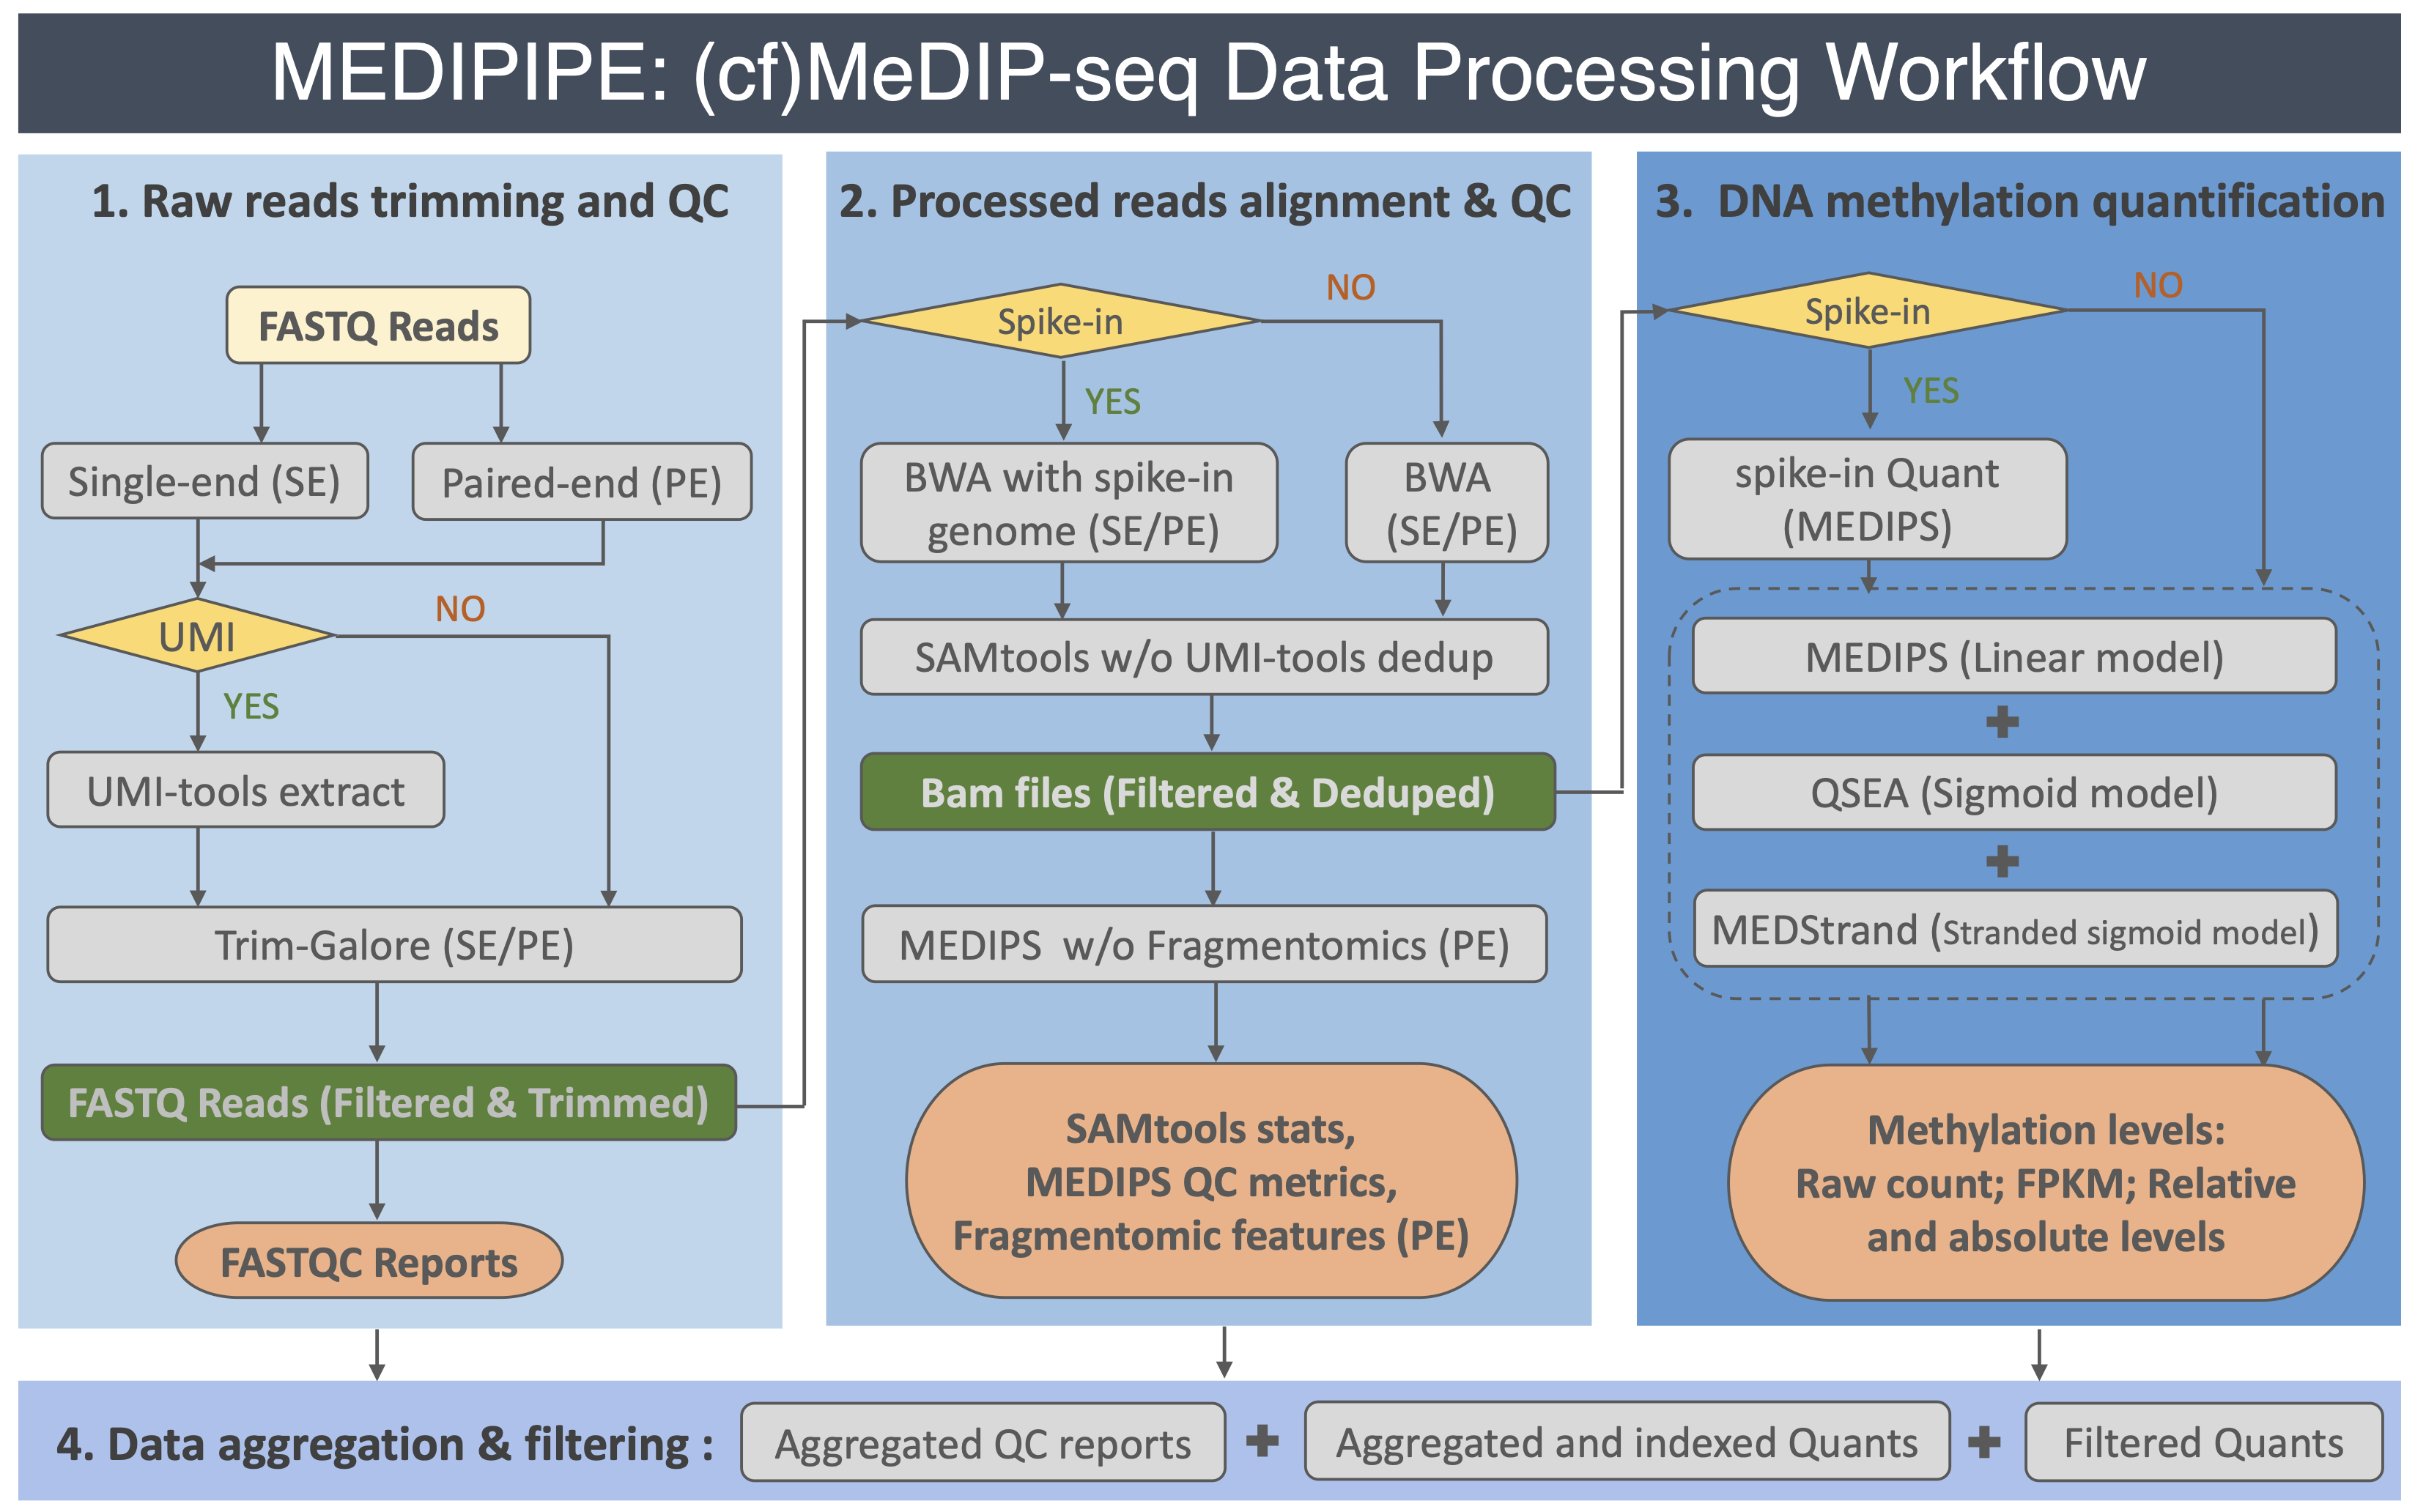 MEDIPIPE: (cf)MeDIP-seq Data Processing Workflow
1. Raw reads trimming and QC
FASTQ Reads
Single-end (SE)
Paired-end (PE)
UMI
NO
YES
UMI-tools extract
Trim-Galore (SE/PE)
FASTQ Reads (Filtered & Trimmed)
FASTQC Reports
2. Processed reads alignment & QC
Spike-in
NO
YES
BWA with spike-in
genome (SE/PE)
BWA
(SE/PE)
SAMtools w/o UMI-tools dedup
Bam files (Filtered & Deduped)
MEDIPS w/o Fragmentomics (PE)
SAMtools stats,
MEDIPS QC metrics,
Fragmentomic features (PE)
3. DNA methylation quantification
Spike-in
NO
YES
spike-in Quant
(MEDIPS)
MEDIPS (Linear model)
+
QSEA (Sigmoid model)
+
MEDStrand (Stranded sigmoid model)
Methylation levels:
Raw count; FPKM; Relative
and absolute levels
4. Data aggregation & filtering :
Aggregated QC reports
+
Aggregated and indexed Quants
+
Filtered Quants